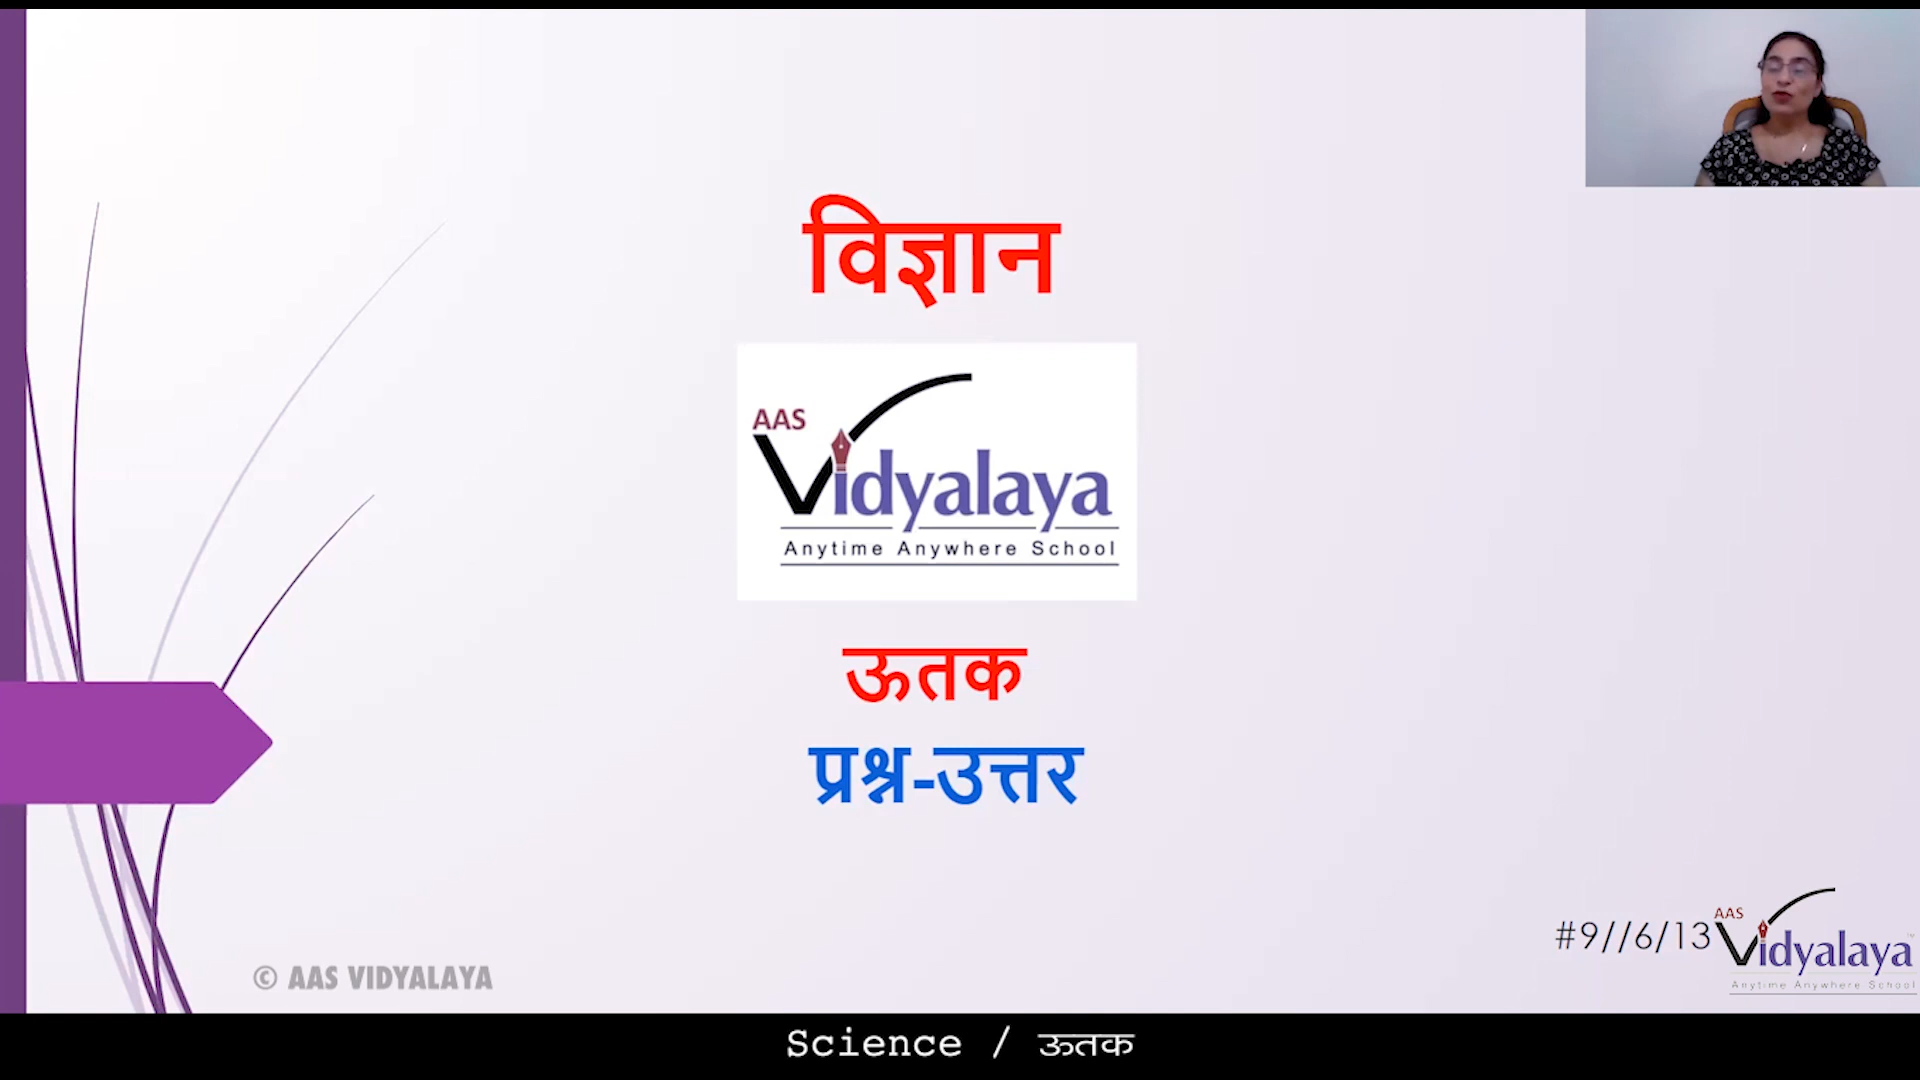 विज्ञान
AAS
Vidyalaya
Anytime Anywhere School
ऊतक
प्रश्न-उत्तर
#9//6/13
AAS
Vidyalaya
Anytime Anywhere School
© AAS VIDYALAYA
Science / ऊतक